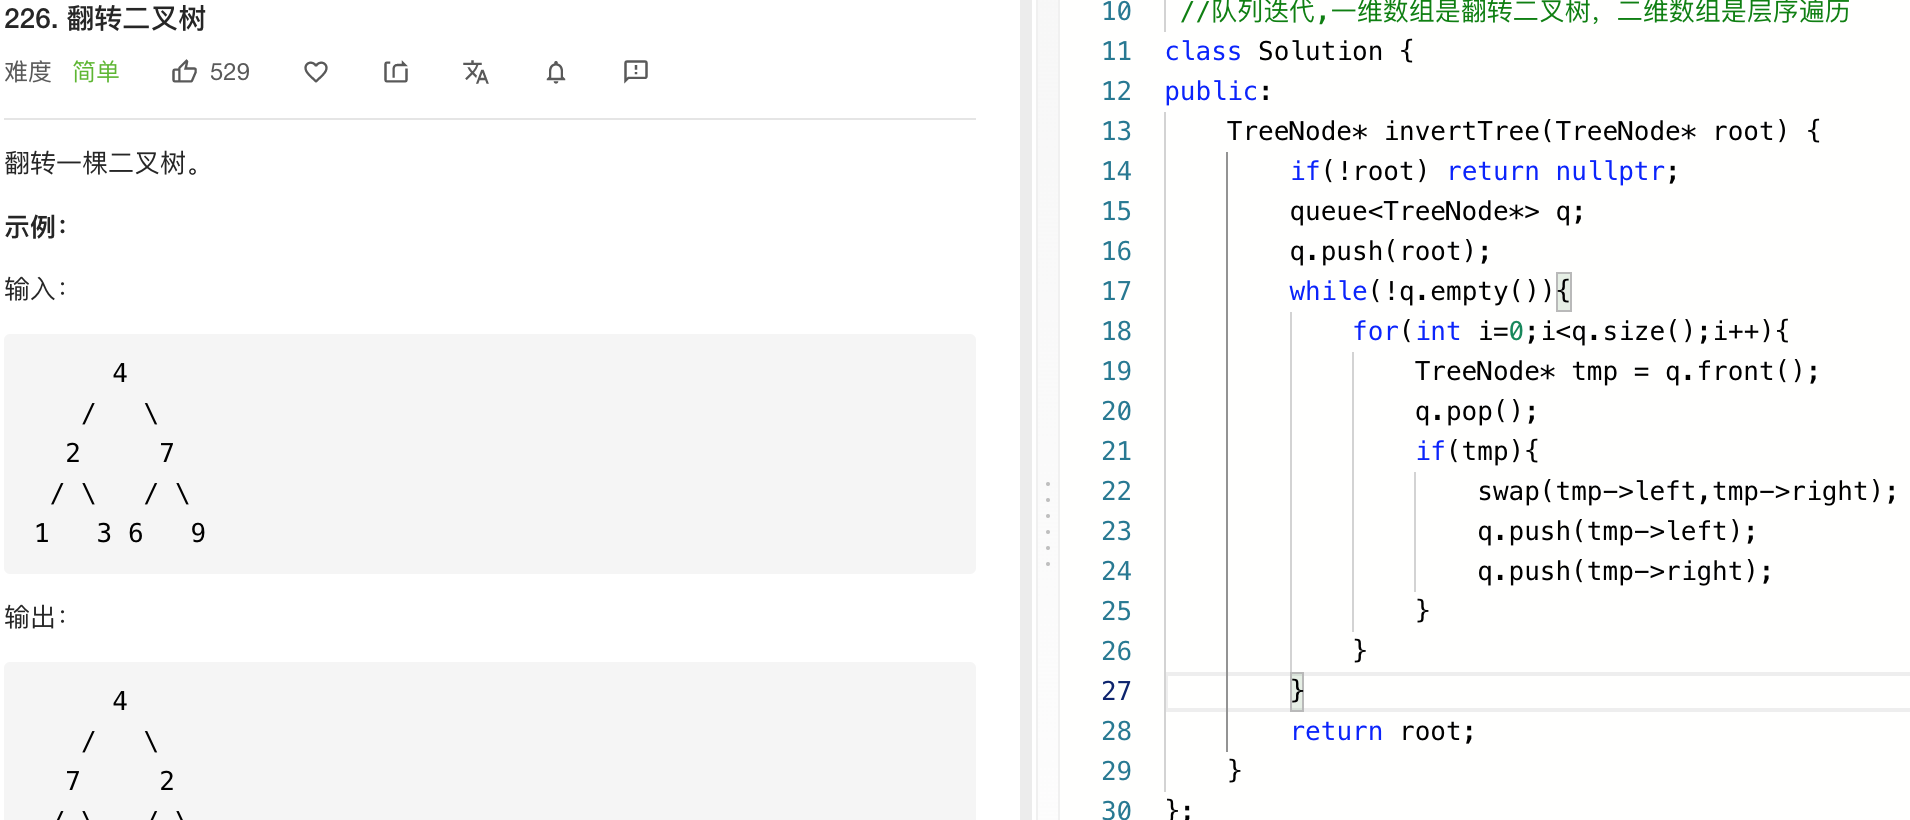 226. 翻转二叉树
难度 简单 529
翻转一棵二叉树。
示例：
输入：
     4
   /   \
  2     7
 / \   / \
1   3 6   9
输出：
     4
   /   \
  7     2
 / \   / \
10 //队列迭代,一维数组是翻转二叉树，二维数组是层序遍历
11 class Solution {
12 public:
13     TreeNode* invertTree(TreeNode* root) {
14         if(!root) return nullptr;
15         queue<TreeNode*> q;
16         q.push(root);
17         while(!q.empty()){
18             for(int i=0;i<q.size();i++){
19                 TreeNode* tmp = q.front();
20                 q.pop();
21                 if(tmp){
22                     swap(tmp->left,tmp->right);
23                     q.push(tmp->left);
24                     q.push(tmp->right);
25                 }
26             }
27         }
28         return root;
29     }
30 };